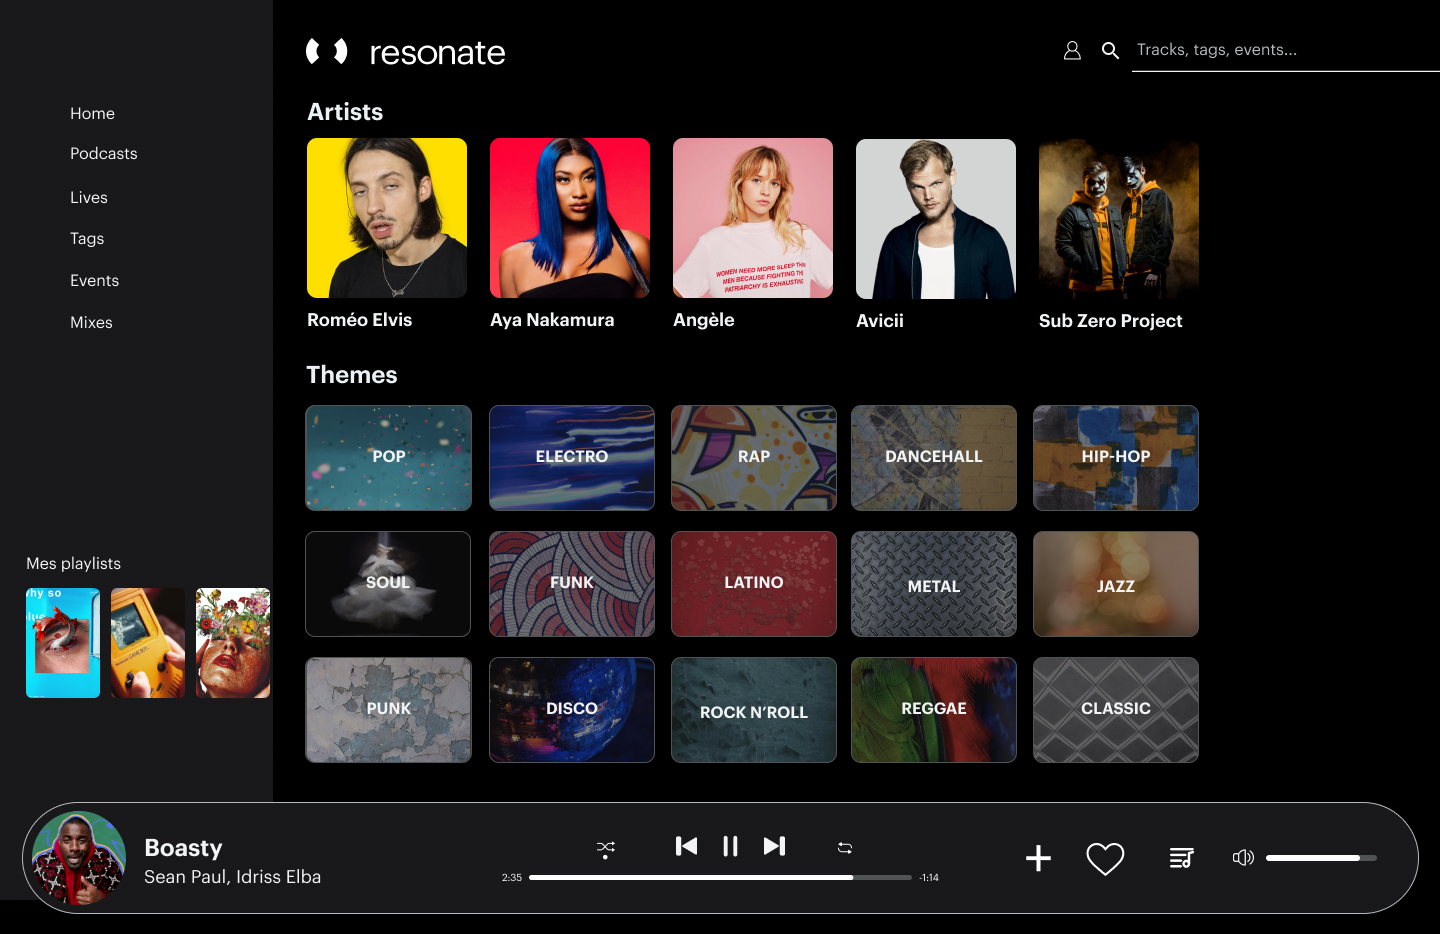 resonate
Tracks, tags, events...
Home
Podcasts
Lives
Tags
Events
Mixes
Artists
WOMEN NEED MORE SLEEP
MEN BECAUSE FIGHTING
PATRIARCHY IS
Roméo Elvis
Aya Nakamura
Angèle
Avicii
Sub Zero Project
Themes
POP
ELECTRO
RAP
DANCEHALL
HIP-HOP
SOUL
FUNK
LATINO
METAL
JAZZ
PUNK
DISCO
ROCK N’ROLL
REGGAE
CLASSIC
Mes playlists
so
Boasty
Sean Paul, Idriss Elba
2:35
-1:14